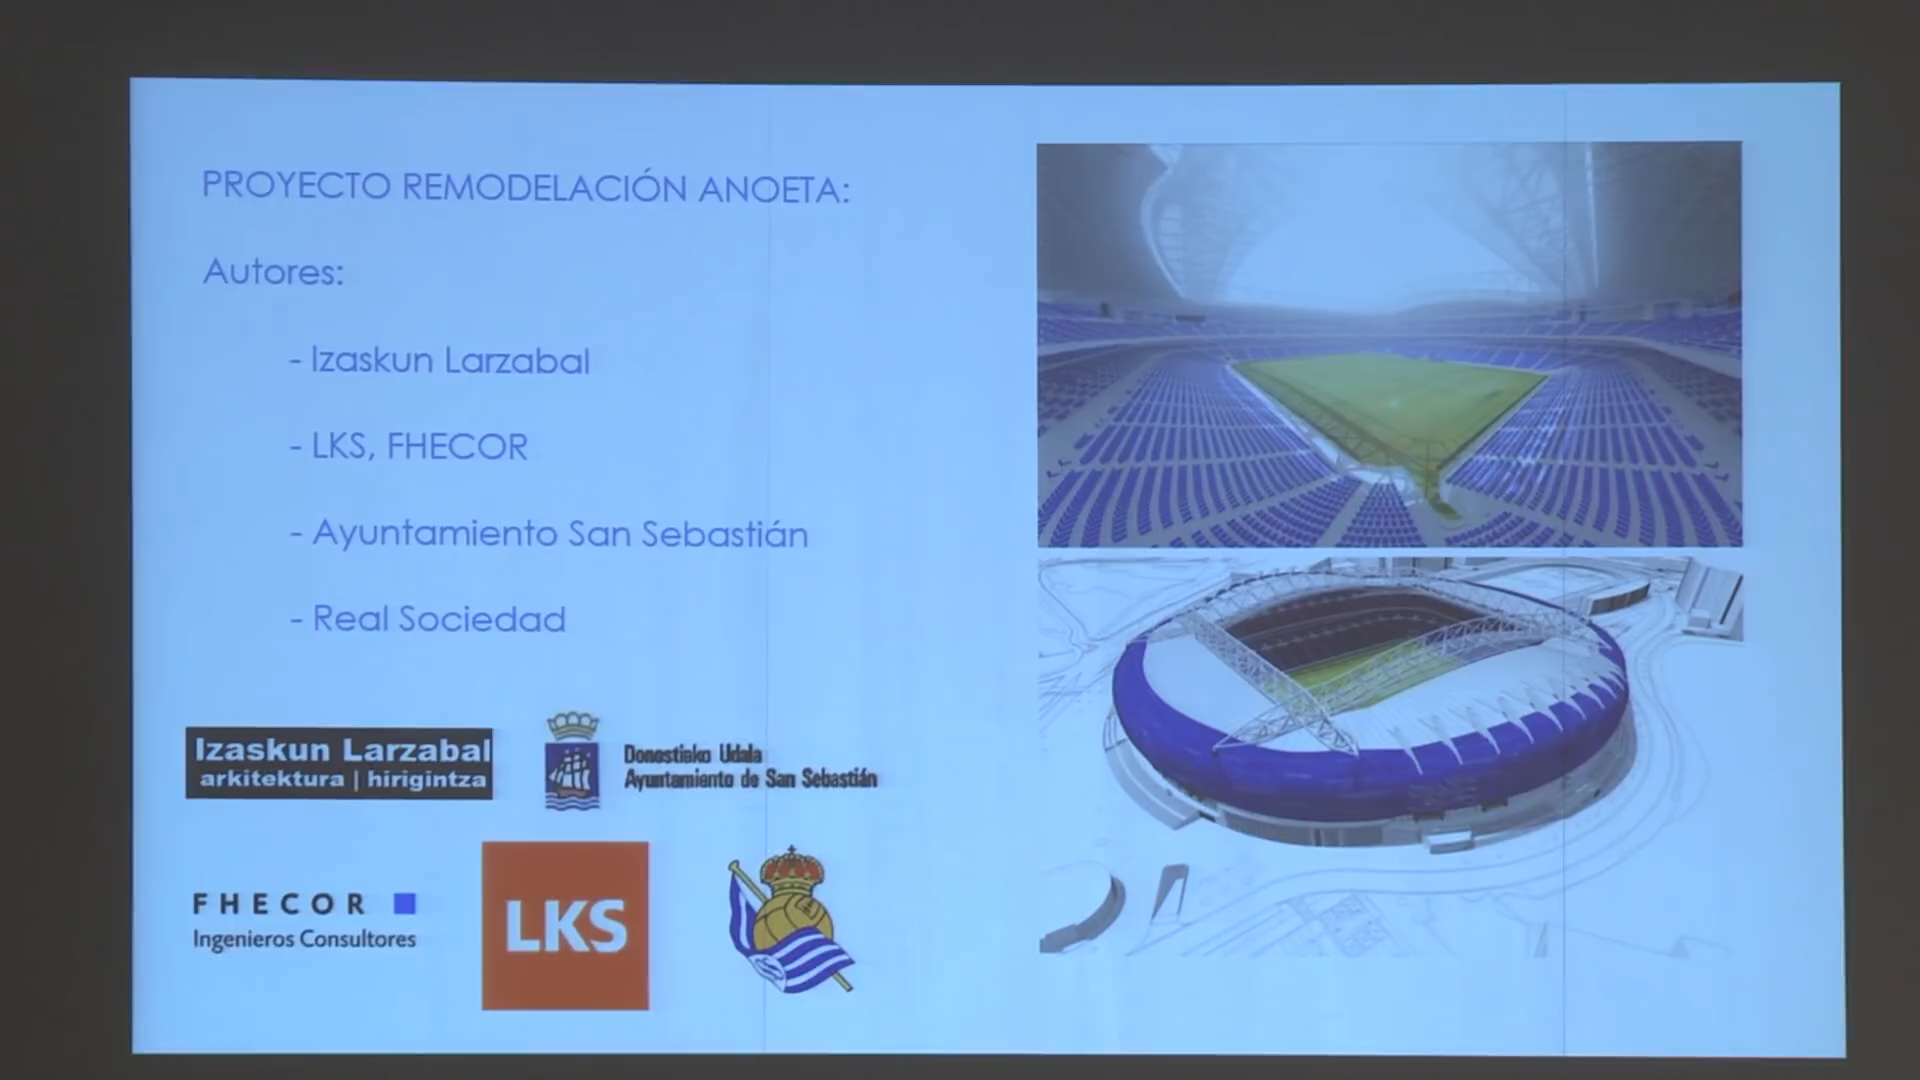 PROYECTO REMODELACIÓN ANOETA:
Autores:
- Izaskun Larzabal
- LKS, FHECOR
- Ayuntamiento San Sebastián
- Real Sociedad
Izaskun Larzabal
arkitektura | hirigintza
Donostiako Udala
Ayuntamiento de San Sebastián
FHECOR
Ingenieros Consultores
LKS